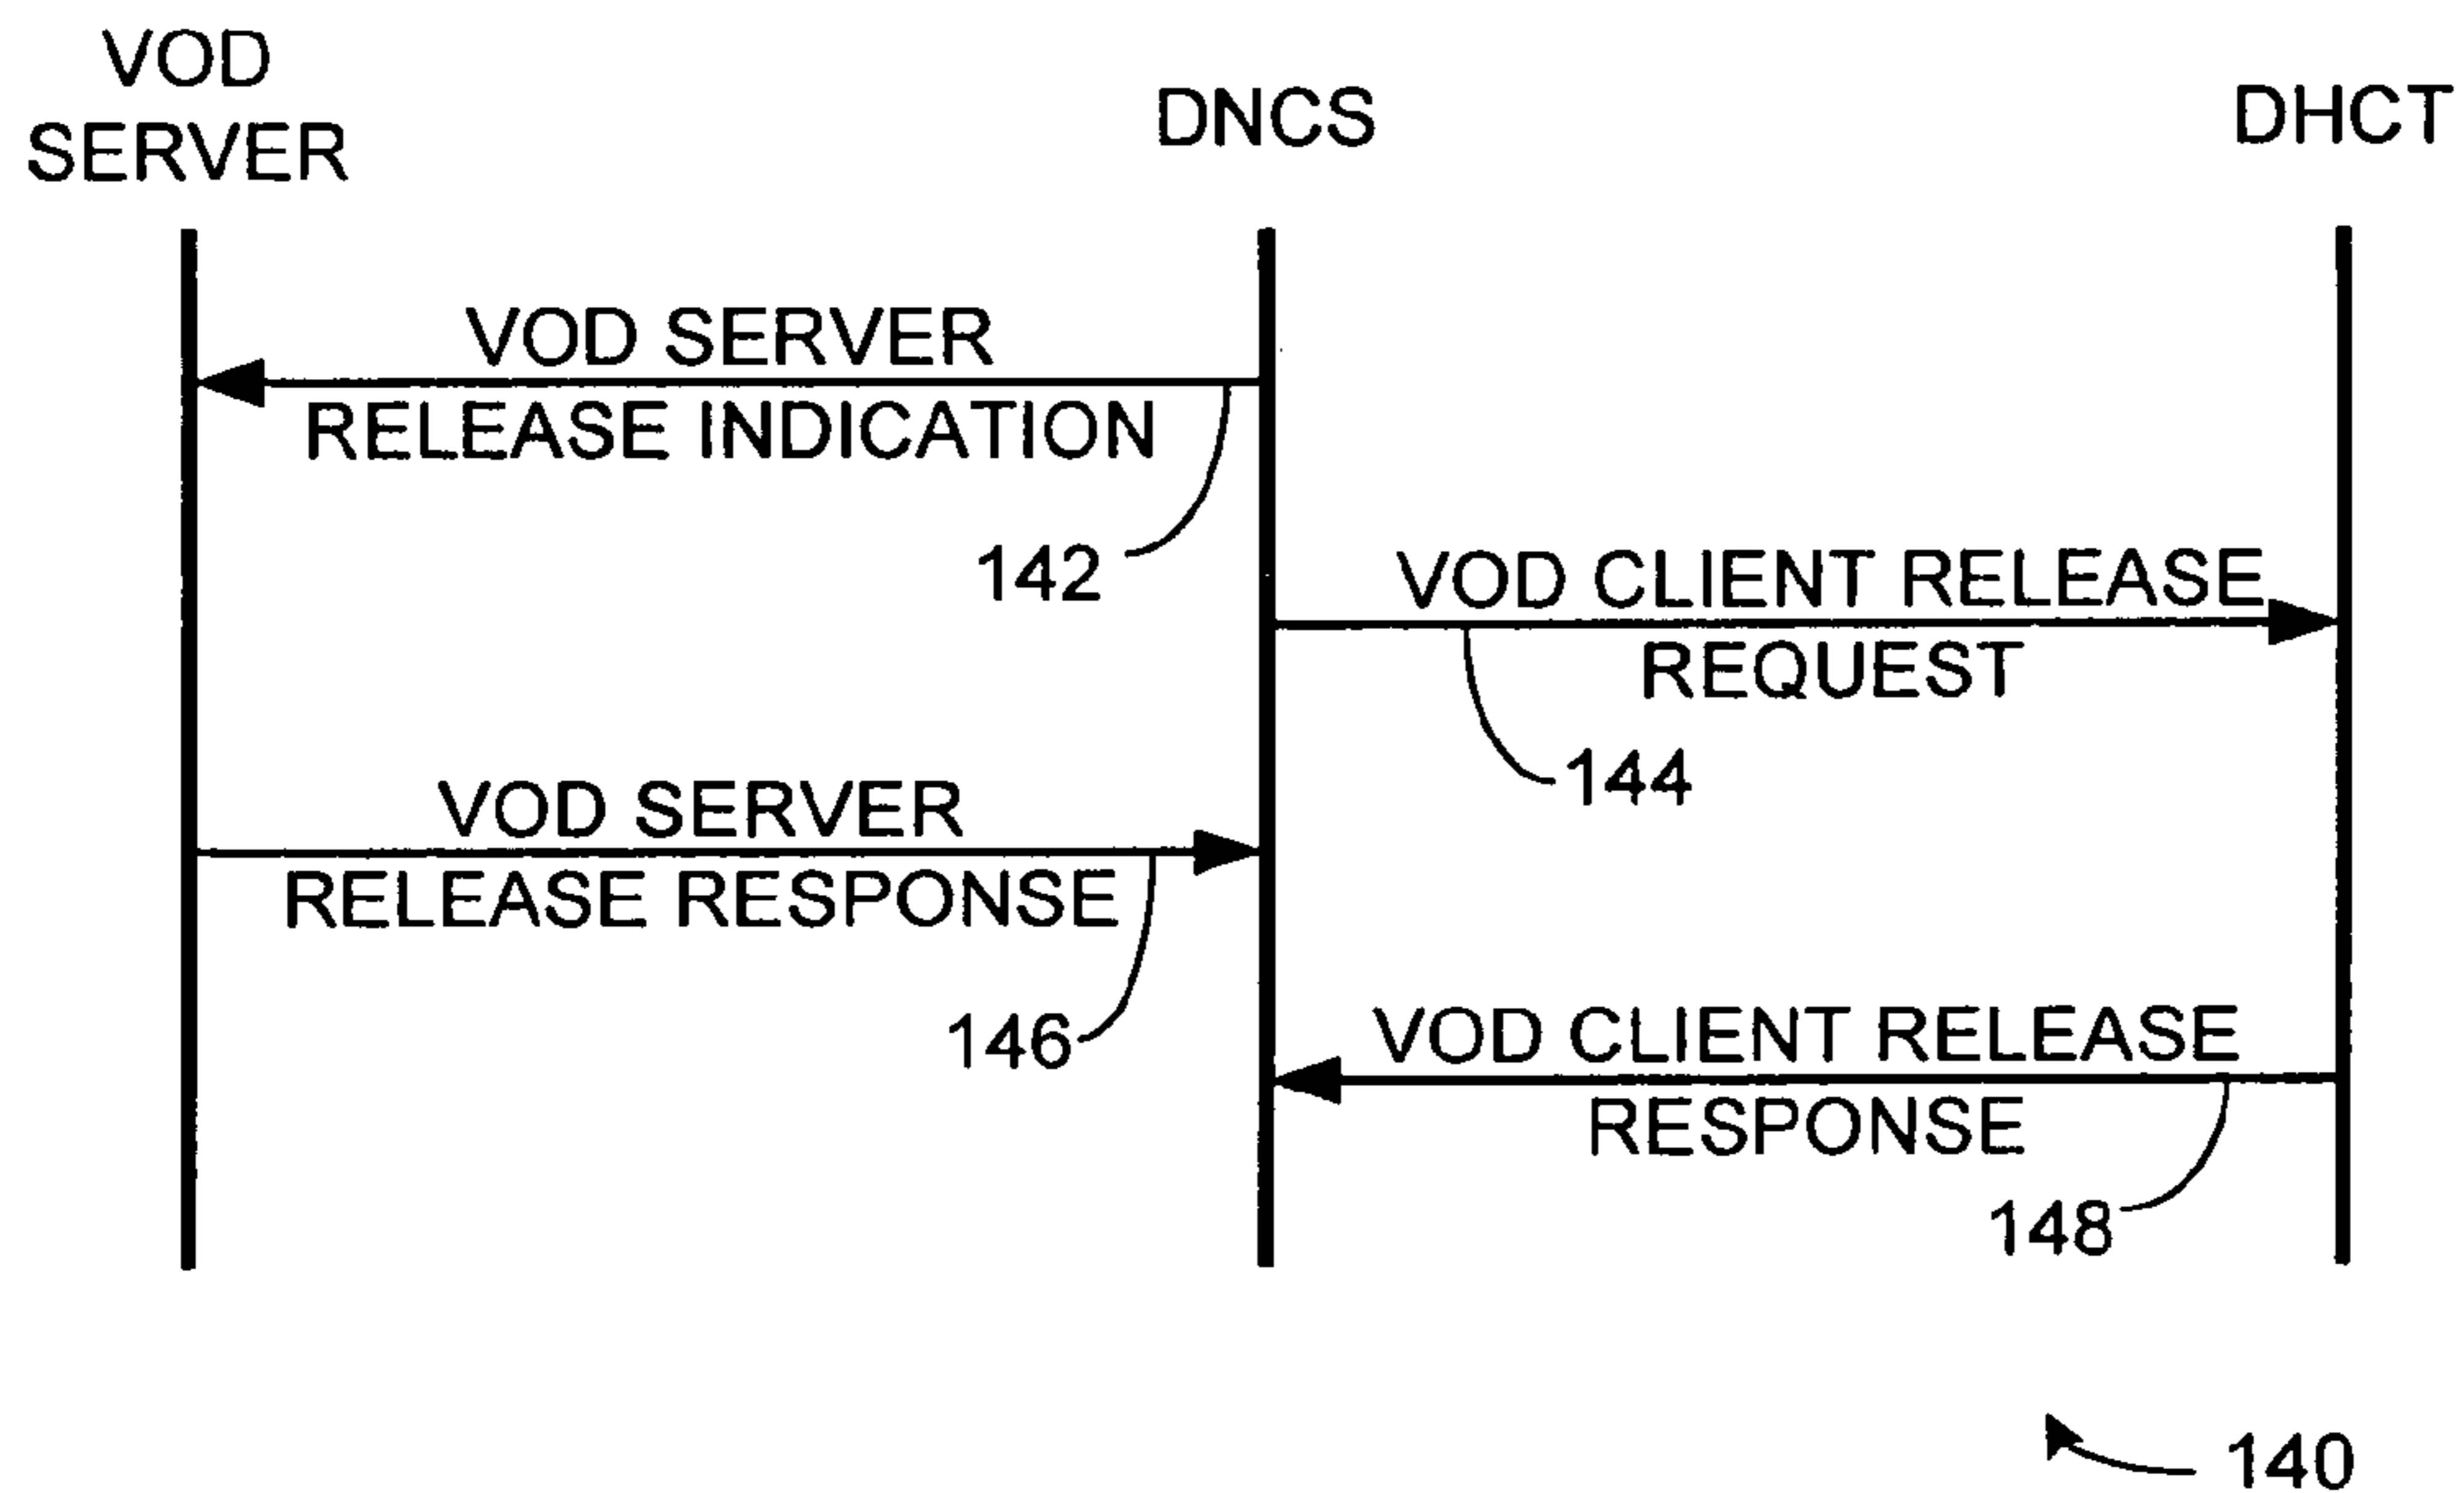 VOD
SERVER
DNCS
DHCT
VOD SERVER
RELEASE INDICATION
142
VOD CLIENT RELEASE
REQUEST
144
VOD SERVER
RELEASE RESPONSE
146
VOD CLIENT RELEASE
RESPONSE
148
140